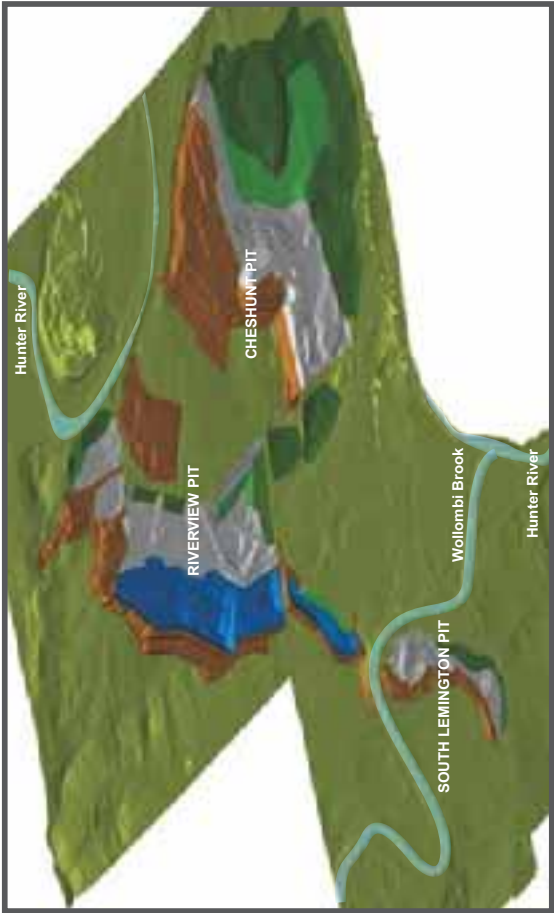 Hunter River
CHESHUNT PIT
RIVERVIEW PIT
Wollombi Brook
Hunter River
SOUTH LEMINGTON PIT